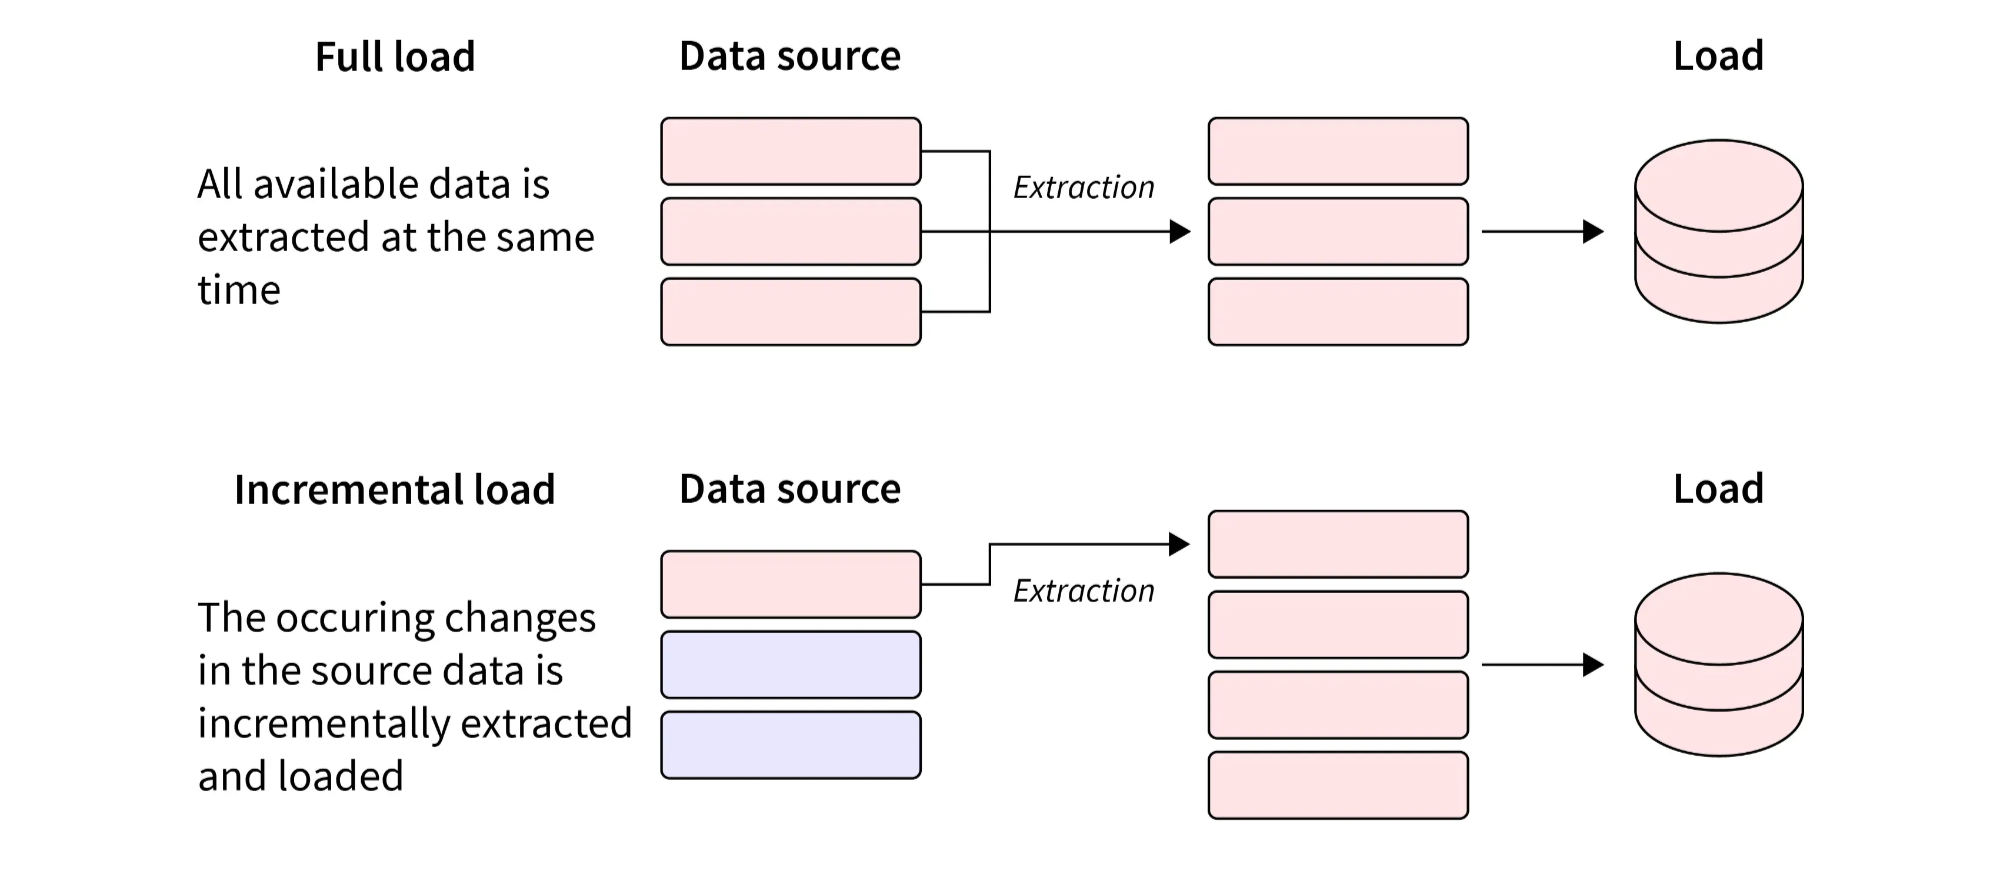 Full load
Data source
Load
All available data is
extracted at the same
time
Extraction
Incremental load
Data source
Load
The occuring changes
in the source data is
incrementally extracted
and loaded
Extraction